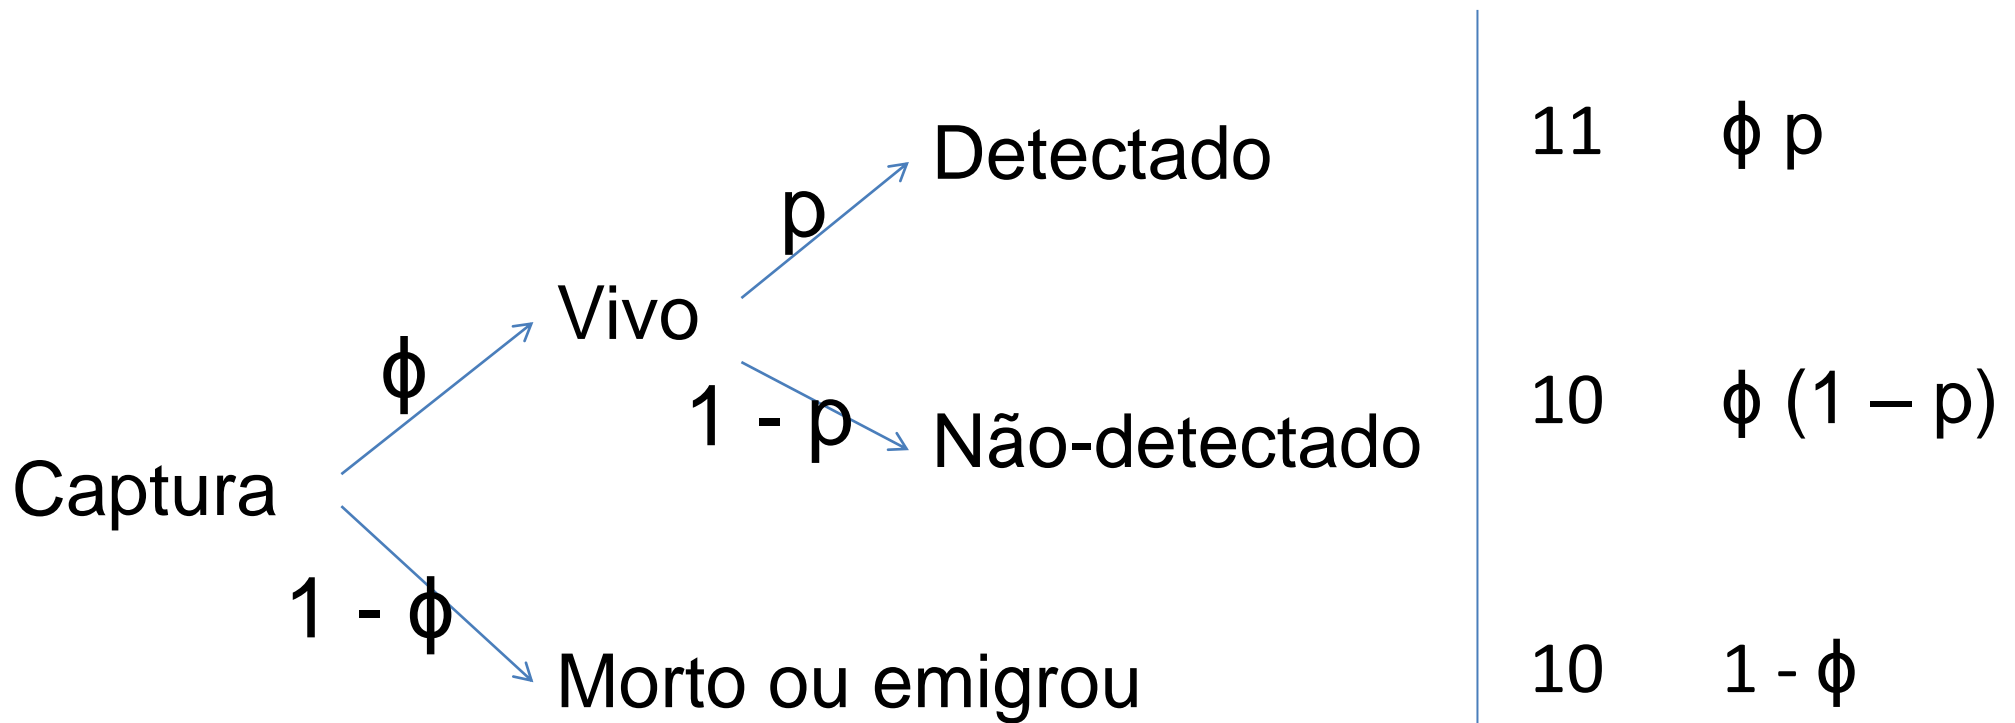 11 ϕ p
Detectado
p
Vivo
ϕ
10 ϕ (1 – p)
1 - p
Não-detectado
Captura
1 - ϕ
Morto ou emigrou
10 1 - ϕ